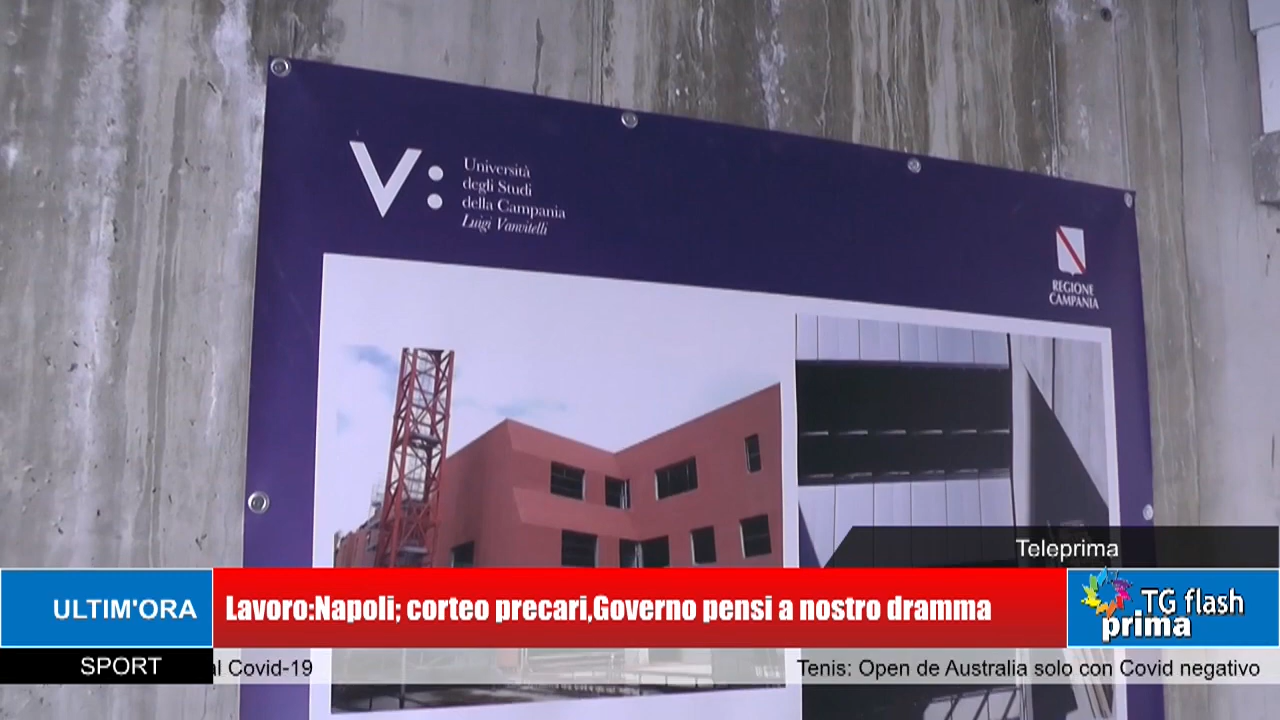 V:
Università
degli Studi
della Campania
Luigi Vanvitelli
REGIONE
CAMPANIA
Teleprima
ULTIM'ORA
Lavoro:Napoli; corteo precari,Governo pensi a nostro dramma
TG flash
prima
SPORT
al Covid-19
Tenis: Open de Australia solo con Covid negativo